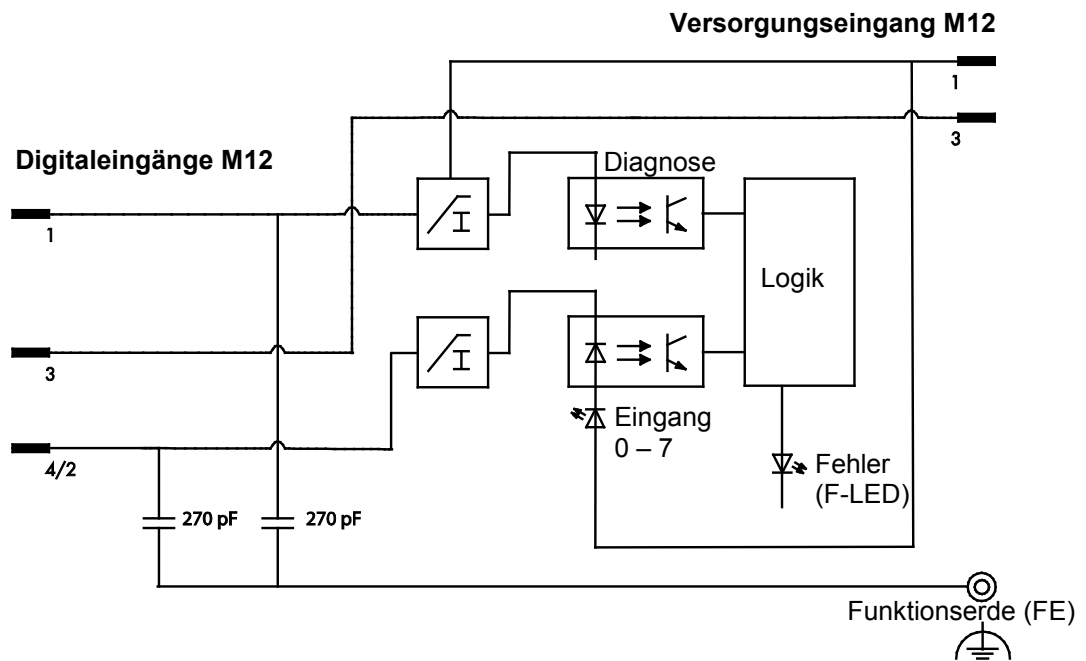 Versorgungseingang M12
1
3
Digitaleingänge M12
Diagnose
1
Logik
3
Eingang
0 – 7
4/2
Fehler
(F-LED)
270 pF
270 pF
Funktionserde (FE)